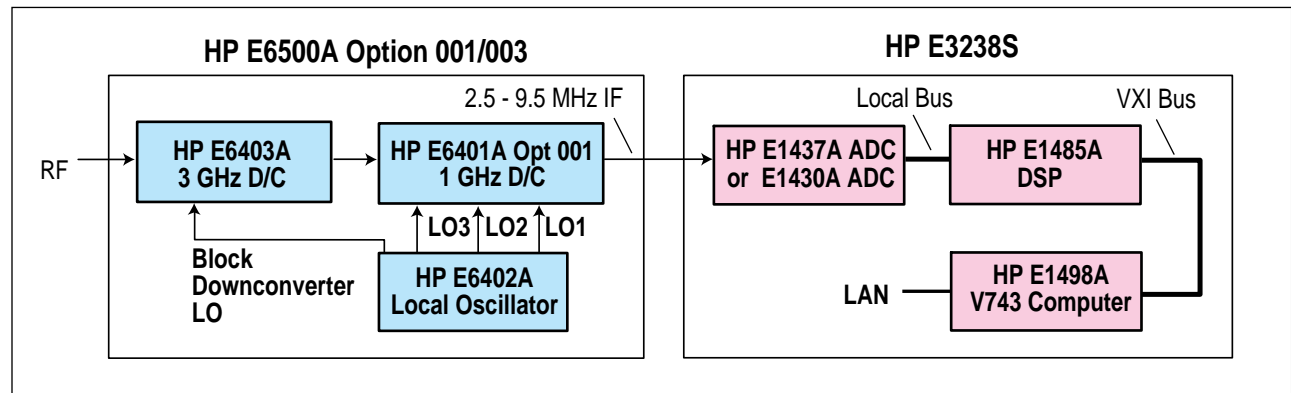 HP E6500A Option 001/003
HP E3238S
2.5 - 9.5 MHz IF
Local Bus
VXI Bus
RF
HP E6403A
3 GHz D/C
HP E6401A Opt 001
1 GHz D/C
HP E1437A ADC
or E1430A ADC
HP E1485A
DSP
LO3
LO2
LO1
Block
Downconverter
LO
HP E6402A
Local Oscillator
LAN
HP E1498A
V743 Computer